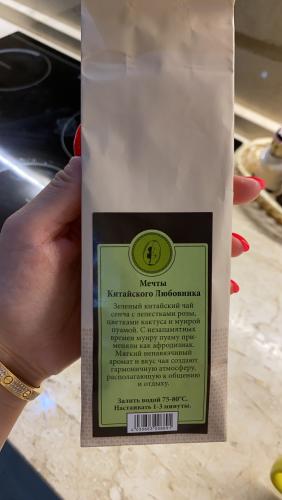 Мечты
Китайского Любовника
Зеленый китайский чай
сенча с лепестками розы,
цветками кактуса и муирой
пуамой. С незапамятных
времен муиру пуаму при-
меняли как афродизиак.
Мягкий ненавязчивый
аромат и вкус чая создают
гармоничную атмосферу,
располагающую к общению
и отдыху.
Залить водой 75-80°С.
Настаивать 1-3 минуты.